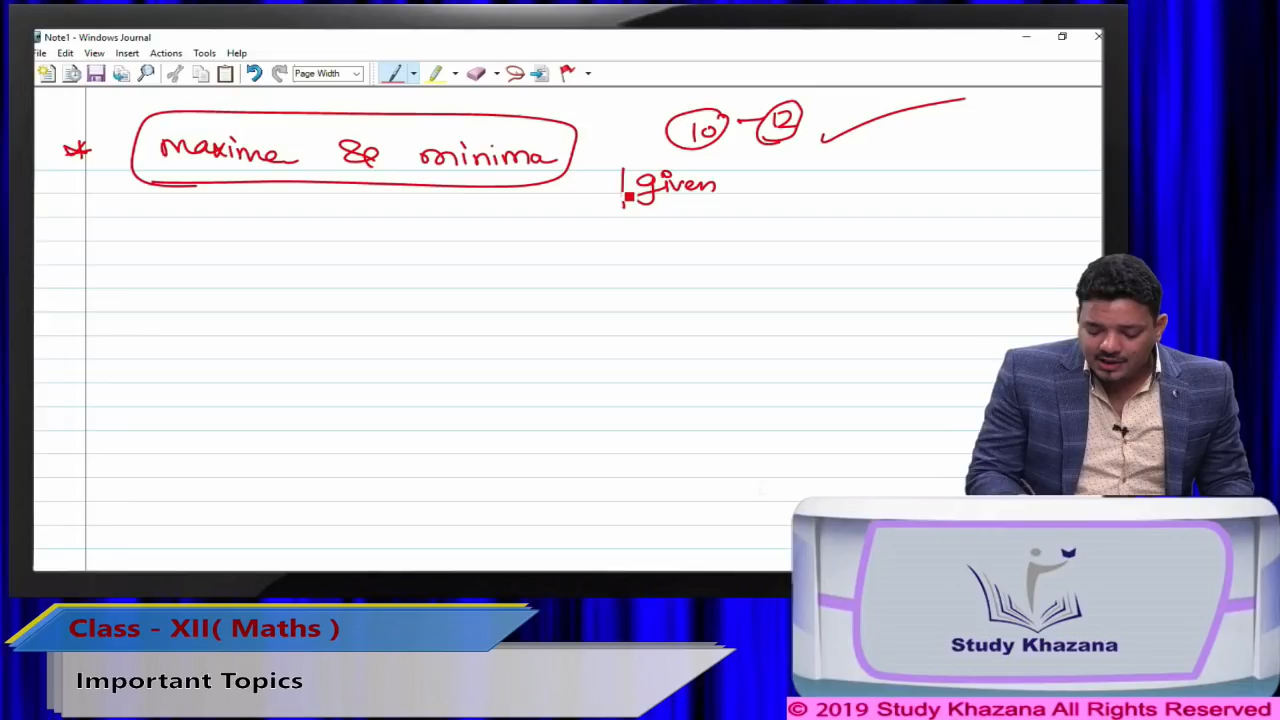 Note1 - Windows Journal
File Edit View Insert Actions Tools Help
Page Width
* maxima & minima
10 - 12
given
Study Khazana
Class - XII( Maths )
Important Topics
© 2019 Study Khazana All Rights Reserved